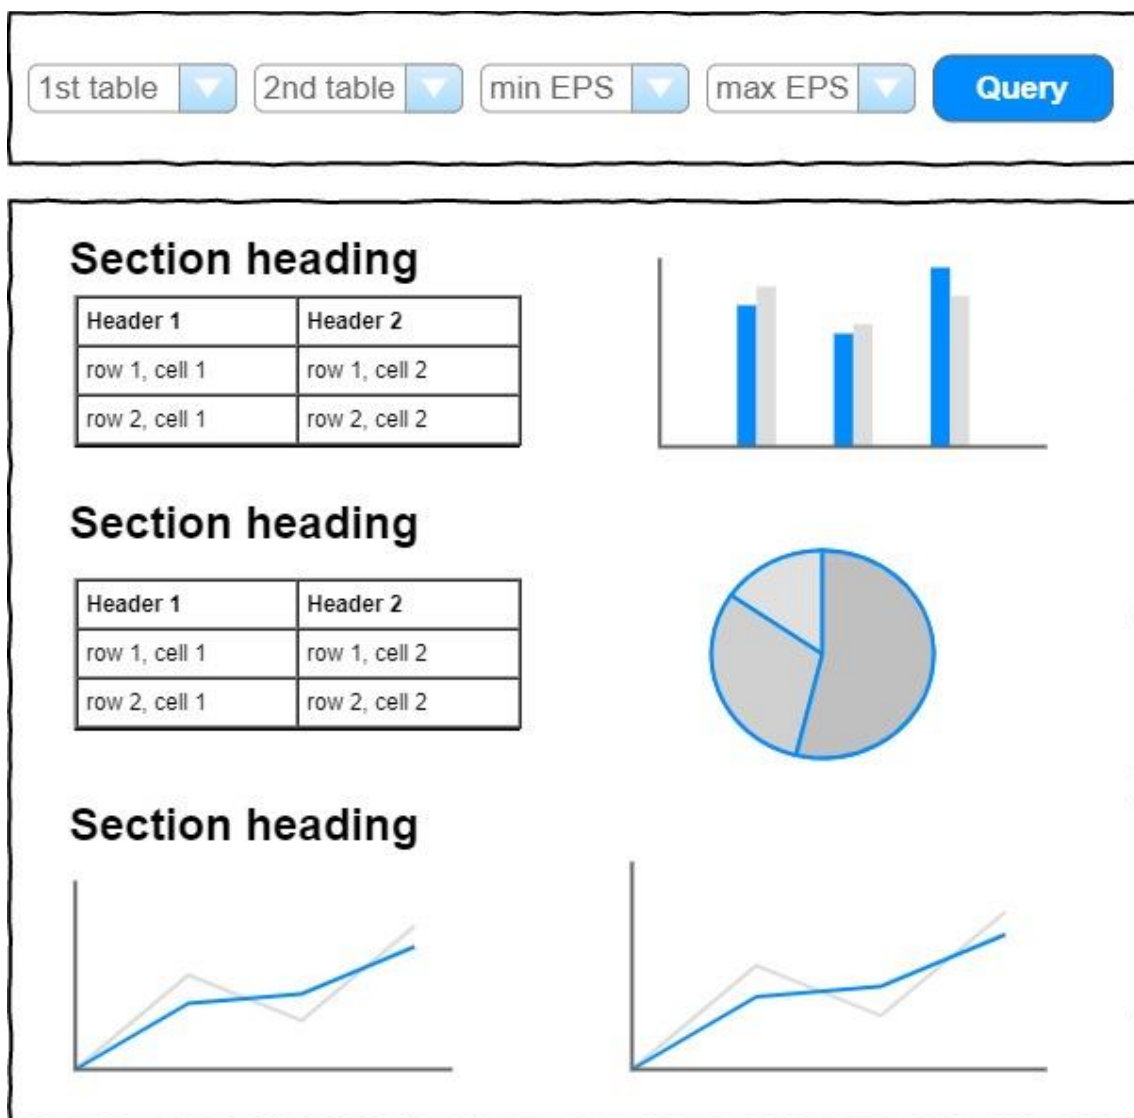 1st table 2nd table min EPS max EPS Query
Section heading
Header 1 Header 2
row 1, cell 1 row 1, cell 2
row 2, cell 1 row 2, cell 2
Section heading
Header 1 Header 2
row 1, cell 1 row 1, cell 2
row 2, cell 1 row 2, cell 2
Section heading